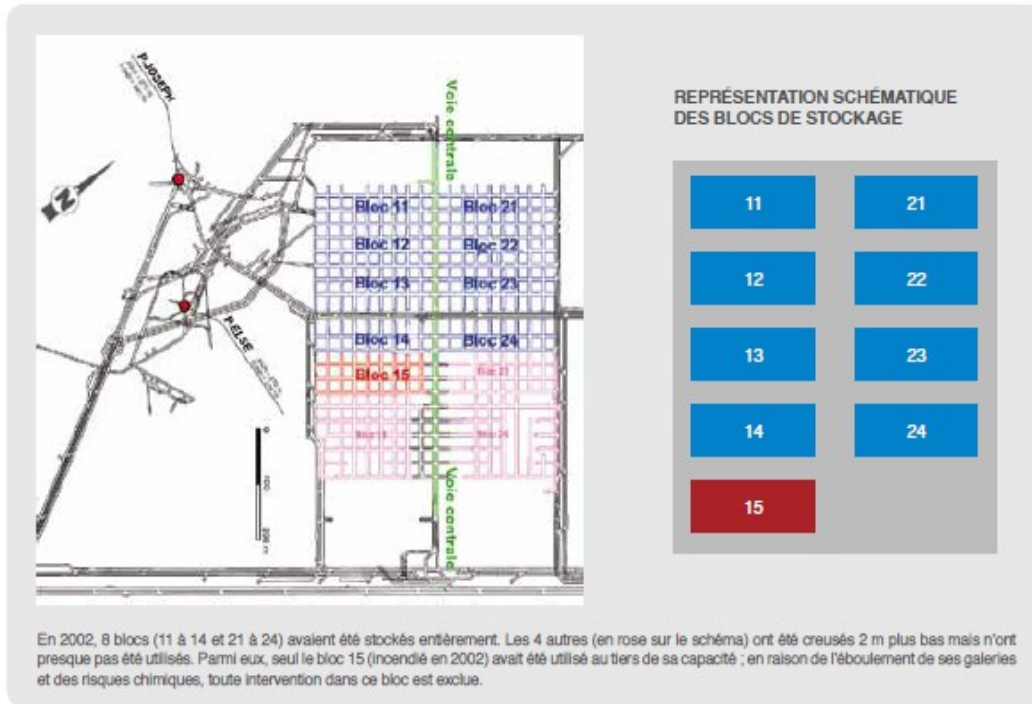 P.JOSEPH
Voie centrale
N
Bloc 11
Bloc 21
Bloc 12
Bloc 22
Bloc 13
Bloc 23
P.ELSE
Bloc 14
Bloc 24
Bloc 15
Voie centrale
REPRÉSENTATION SCHÉMATIQUE
DES BLOCS DE STOCKAGE
11
21
12
22
13
23
14
24
15
En 2002, 8 blocs (11 à 14 et 21 à 24) avaient été stockés entièrement. Les 4 autres (en rose sur le schéma) ont été creusés 2 m plus bas mais n'ont
presque pas été utilisés. Parmi eux, seul le bloc 15 (incendié en 2002) avait été utilisé au tiers de sa capacité ; en raison de l'éboulement de ses galeries
et des risques chimiques, toute intervention dans ce bloc est exclue.